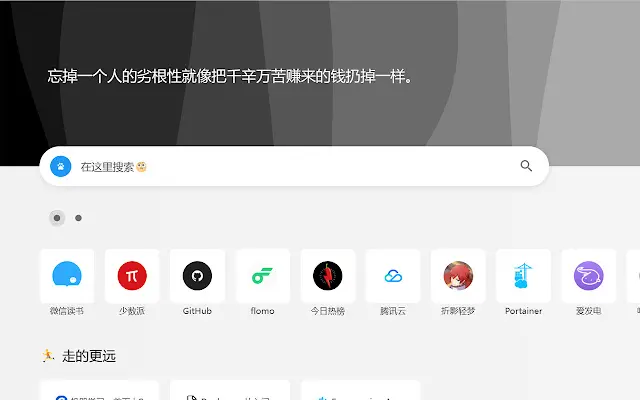 忘掉一个人的劣根性就像把千辛万苦赚来的钱扔掉一样。
在这里搜索🧐
微信读书
少数派
GitHub
flomo
今日热榜
腾讯云
折影轻梦
Portainer
爱发电
🏃 走的更远